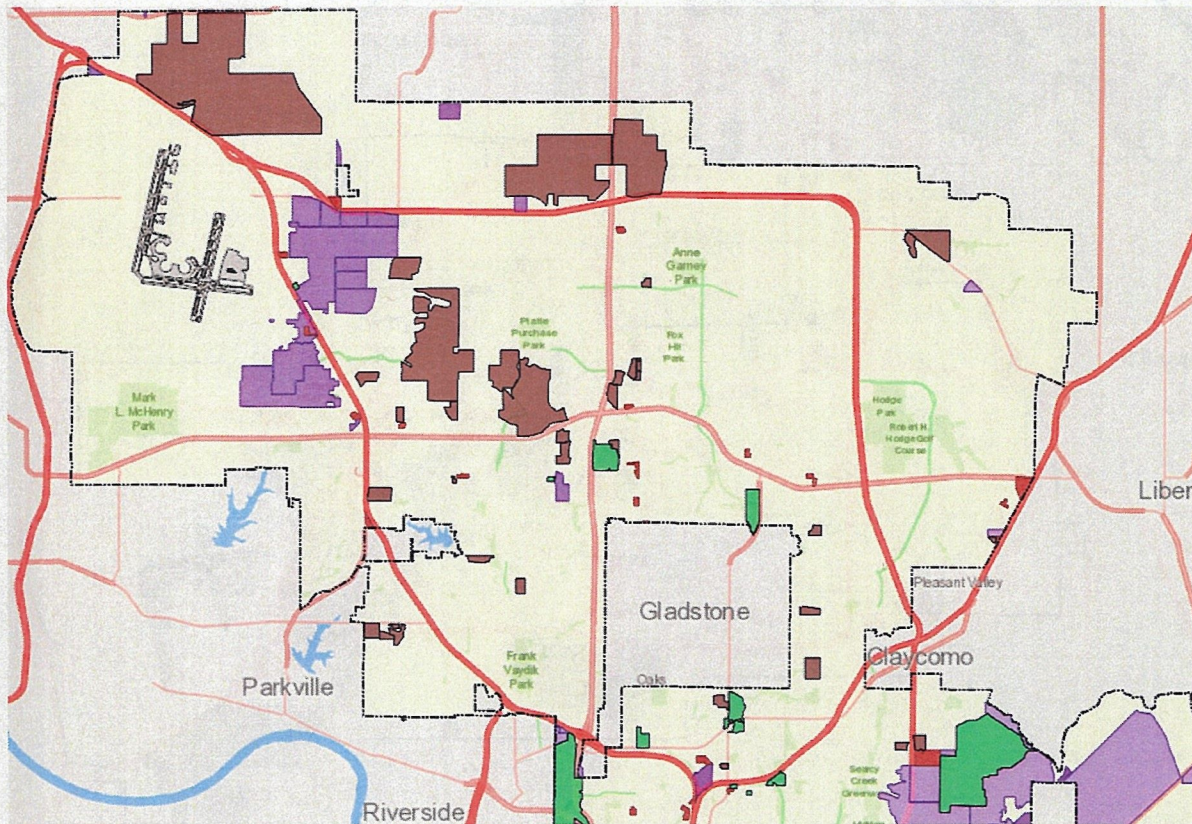 Anne
Garney
Park
Platte
Purchase
Park
Fox
Hill
Park
Mark
L. McHenry
Park
Hodge
Park
Robert H.
Hodge Golf
Course
Liber
Pleasant Valley
Gladstone
Claycomo
Oaks
Frank
Vaydik
Park
Parkville
Searcy
Creek
Greenway
Riverside